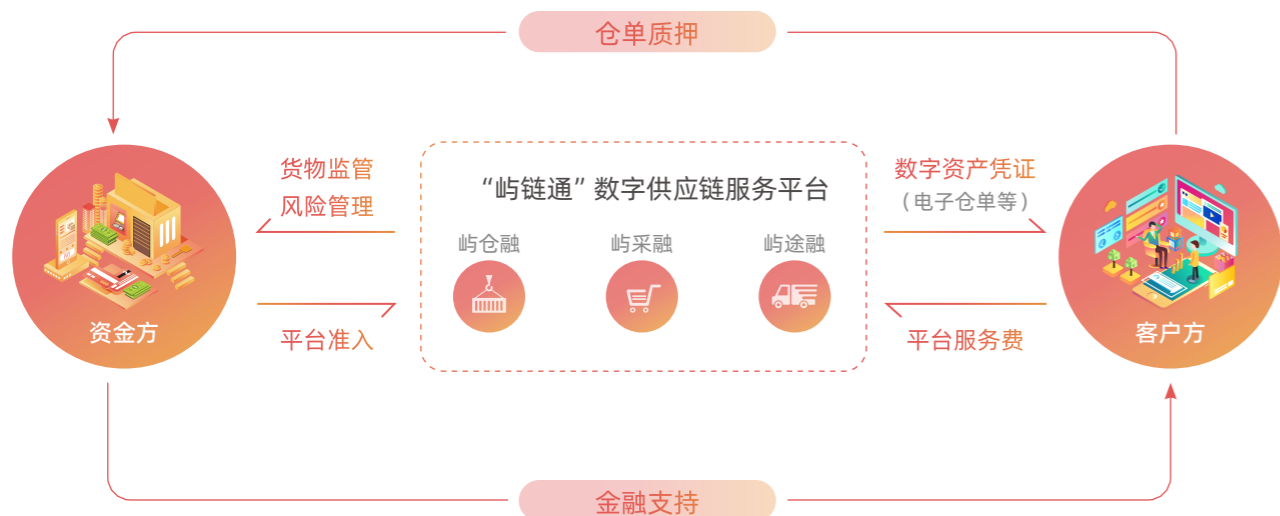 仓单质押
货物监管
风险管理
“屿链通”数字供应链服务平台
数字资产凭证
（电子仓单等）
屿仓融
屿采融
屿途融
资金方
平台准入
平台服务费
客户方
金融支持